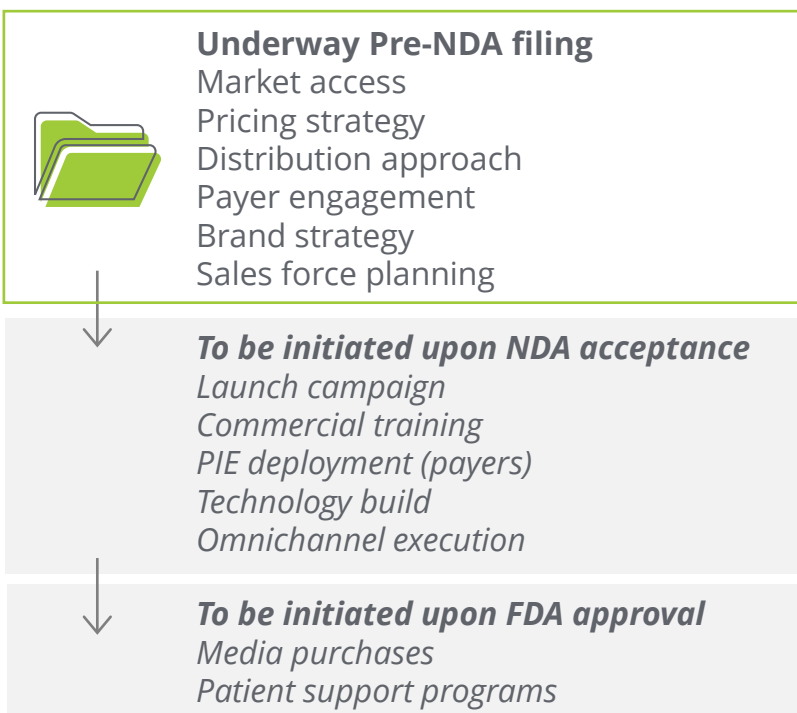 Underway Pre-NDA filing
Market access
Pricing strategy
Distribution approach
Payer engagement
Brand strategy
Sales force planning
To be initiated upon NDA acceptance
Launch campaign
Commercial training
PIE deployment (payers)
Technology build
Omnichannel execution
To be initiated upon FDA approval
Media purchases
Patient support programs